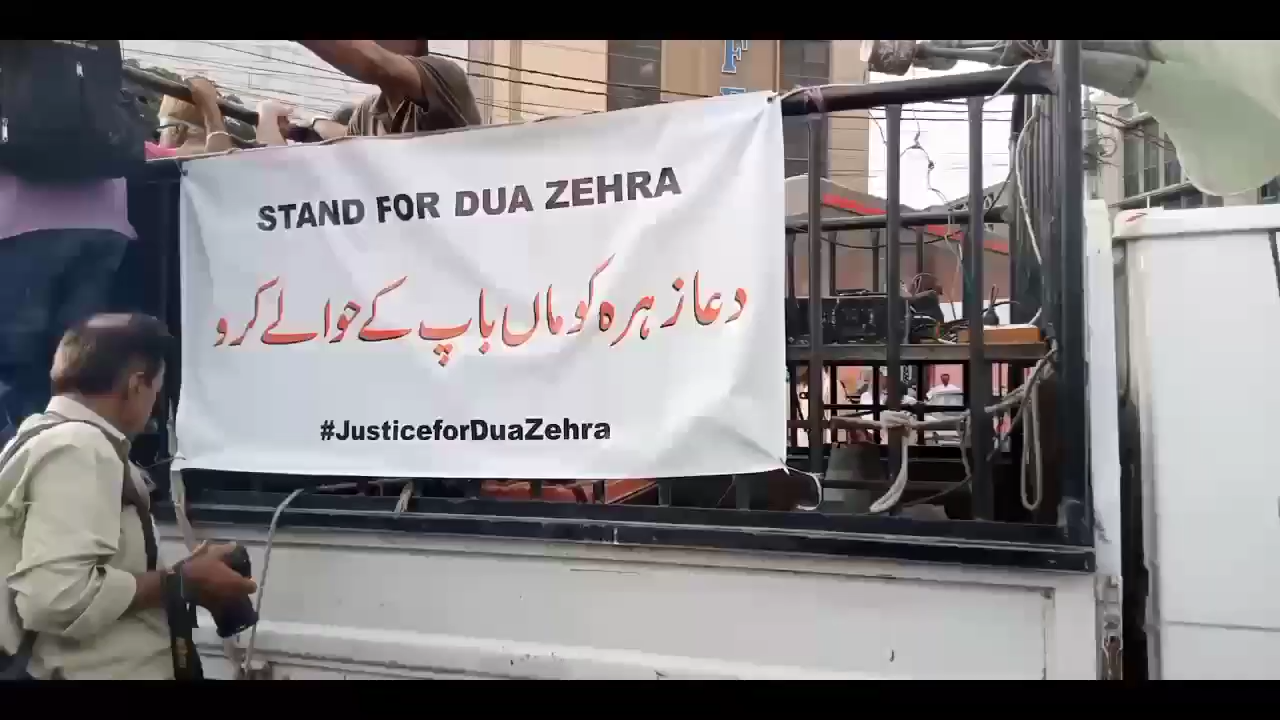 F
STAND FOR DUA ZEHRA
دعا زہرہ کو ماں باپ کے حوالے کرو
#JusticeforDuaZehra